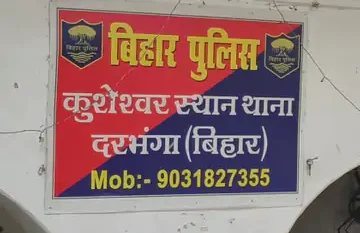 बिहार पुलिस
कुशेश्वर स्थान थाना
दरभंगा (बिहार)
Mob:- 9031827355